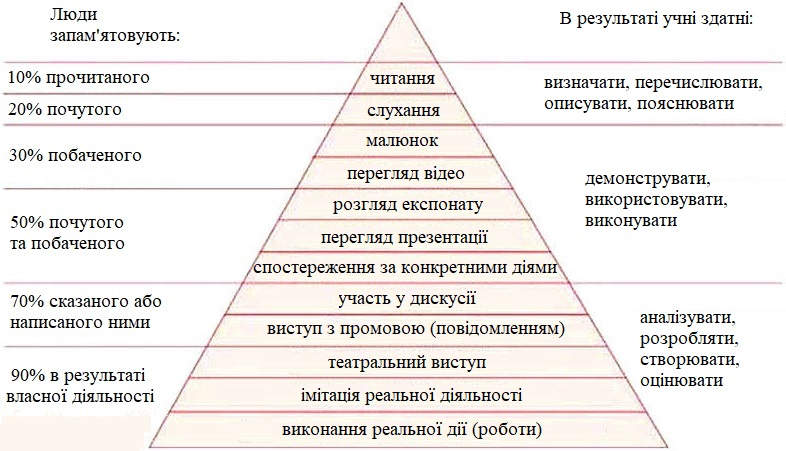 Люди
запам'ятовують:
В результаті учні здатні:
10% прочитаного
читання
визначати, перечислювати,
описувати, пояснювати
20% почутого
слухання
30% побаченого
малюнок
перегляд відео
демонструвати,
використовувати,
виконувати
50% почутого
та побаченого
розгляд експонату
перегляд презентації
спостереження за конкретними діями
70% сказаного або
написаного ними
участь у дискусії
виступ з промовою (повідомленням)
аналізувати,
розробляти,
створювати,
оцінювати
90% в результаті
власної діяльності
театральний виступ
імітація реальної діяльності
виконання реальної дії (роботи)